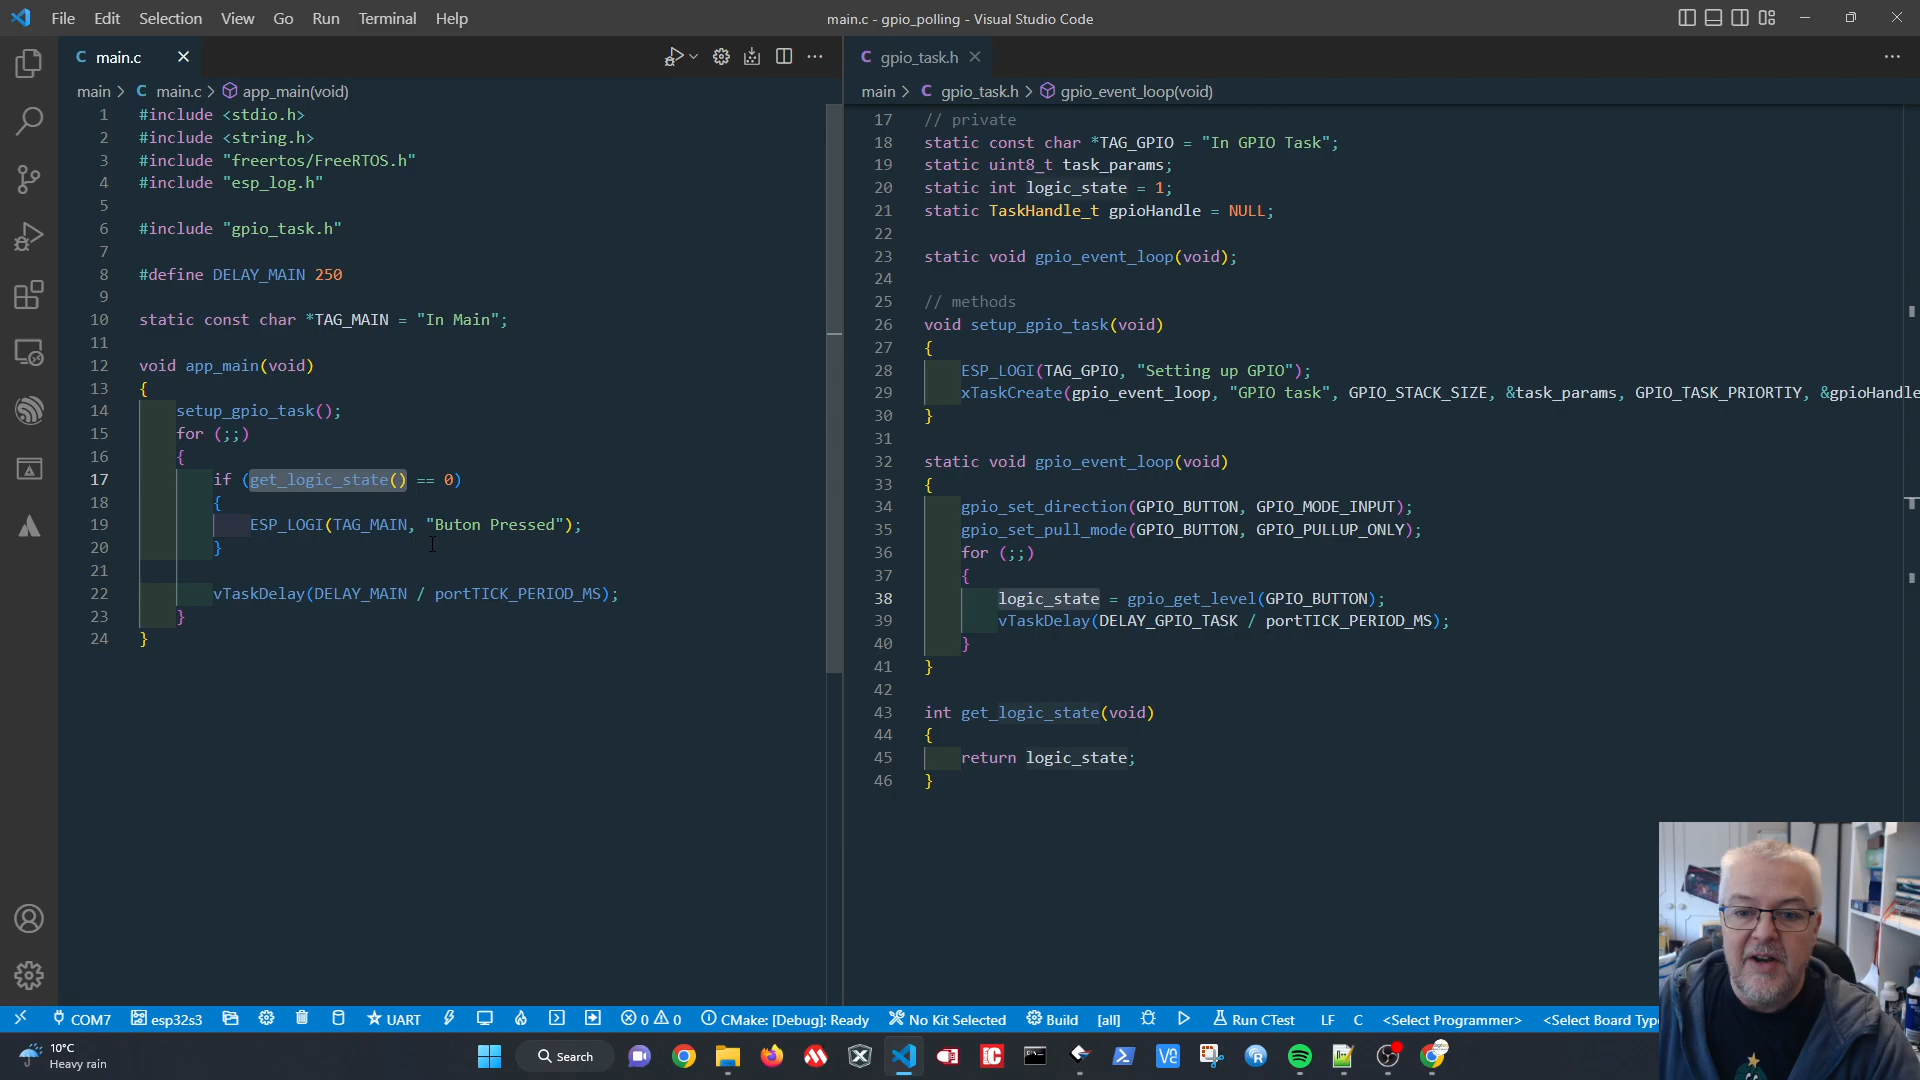 File Edit Selection View Go Run Terminal Help
main.c - gpio_polling - Visual Studio Code
C main.c
main > C main.c > app_main(void)
1 #include <stdio.h>
2 #include <string.h>
3 #include "freertos/FreeRTOS.h"
4 #include "esp_log.h"
5
6 #include "gpio_task.h"
7
8 #define DELAY_MAIN 250
9
10 static const char *TAG_MAIN = "In Main";
11
12 void app_main(void)
13 {
14 setup_gpio_task();
15 for (;;)
16 {
17 if (get_logic_state() == 0)
18 {
19 ESP_LOGI(TAG_MAIN, "Buton Pressed");
20 }
21
22 vTaskDelay(DELAY_MAIN / portTICK_PERIOD_MS);
23 }
24 }
C gpio_task.h
main > C gpio_task.h > gpio_event_loop(void)
17 // private
18 static const char *TAG_GPIO = "In GPIO Task";
19 static uint8_t task_params;
20 static int logic_state = 1;
21 static TaskHandle_t gpioHandle = NULL;
22
23 static void gpio_event_loop(void);
24
25 // methods
26 void setup_gpio_task(void)
27 {
28 ESP_LOGI(TAG_GPIO, "Setting up GPIO");
29 xTaskCreate(gpio_event_loop, "GPIO task", GPIO_STACK_SIZE, &task_params, GPIO_TASK_PRIORTIY, &gpioHandle
30 }
31
32 static void gpio_event_loop(void)
33 {
34 gpio_set_direction(GPIO_BUTTON, GPIO_MODE_INPUT);
35 gpio_set_pull_mode(GPIO_BUTTON, GPIO_PULLUP_ONLY);
36 for (;;)
37 {
38 logic_state = gpio_get_level(GPIO_BUTTON);
39 vTaskDelay(DELAY_GPIO_TASK / portTICK_PERIOD_MS);
40 }
41 }
42
43 int get_logic_state(void)
44 {
45 return logic_state;
46 }
COM7 esp32s3 UART 0 0 CMake: [Debug]: Ready No Kit Selected Build [all] Run CTest LF C <Select Programmer> <Select Board Typ
10°C
Heavy rain
Search